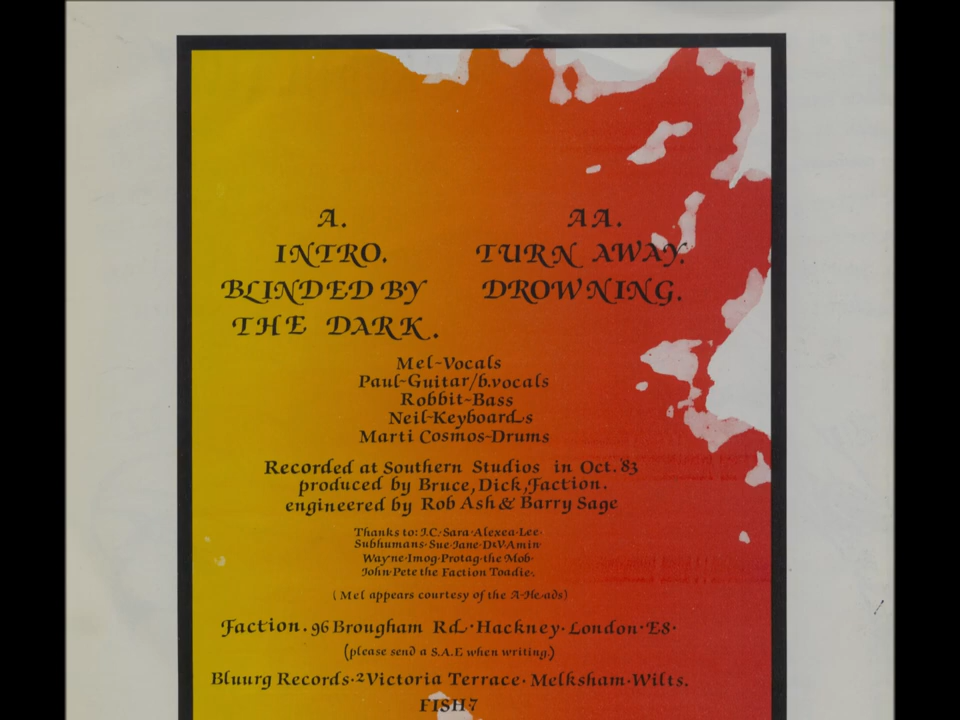 A.
INTRO.
BLINDED BY
THE DARK.
AA.
TURN AWAY.
DROWNING.
Mel-Vocals
Paul-Guitar/b.vocals
Robbit-Bass
Neil-Keyboards
Marti Cosmos-Drums
Recorded at Southern Studios in Oct. 83
produced by Bruce, Dick, Faction.
engineered by Rob Ash & Barry Sage
Thanks to: J.C·Sara·Alexea·Lee·
Subhumans·Sue·Jane·D&V·Amin·
Wayne·Imog·Protag·the Mob·
John·Pete the Faction Toadie.
(Mel appears courtesy of the A-Heads)
Faction. 96 Brougham Rd.·Hackney·London·E8·
(please send a S.A.E when writing.)
Bluurg Records·2 Victoria Terrace·Melksham·Wilts.
FISH·7